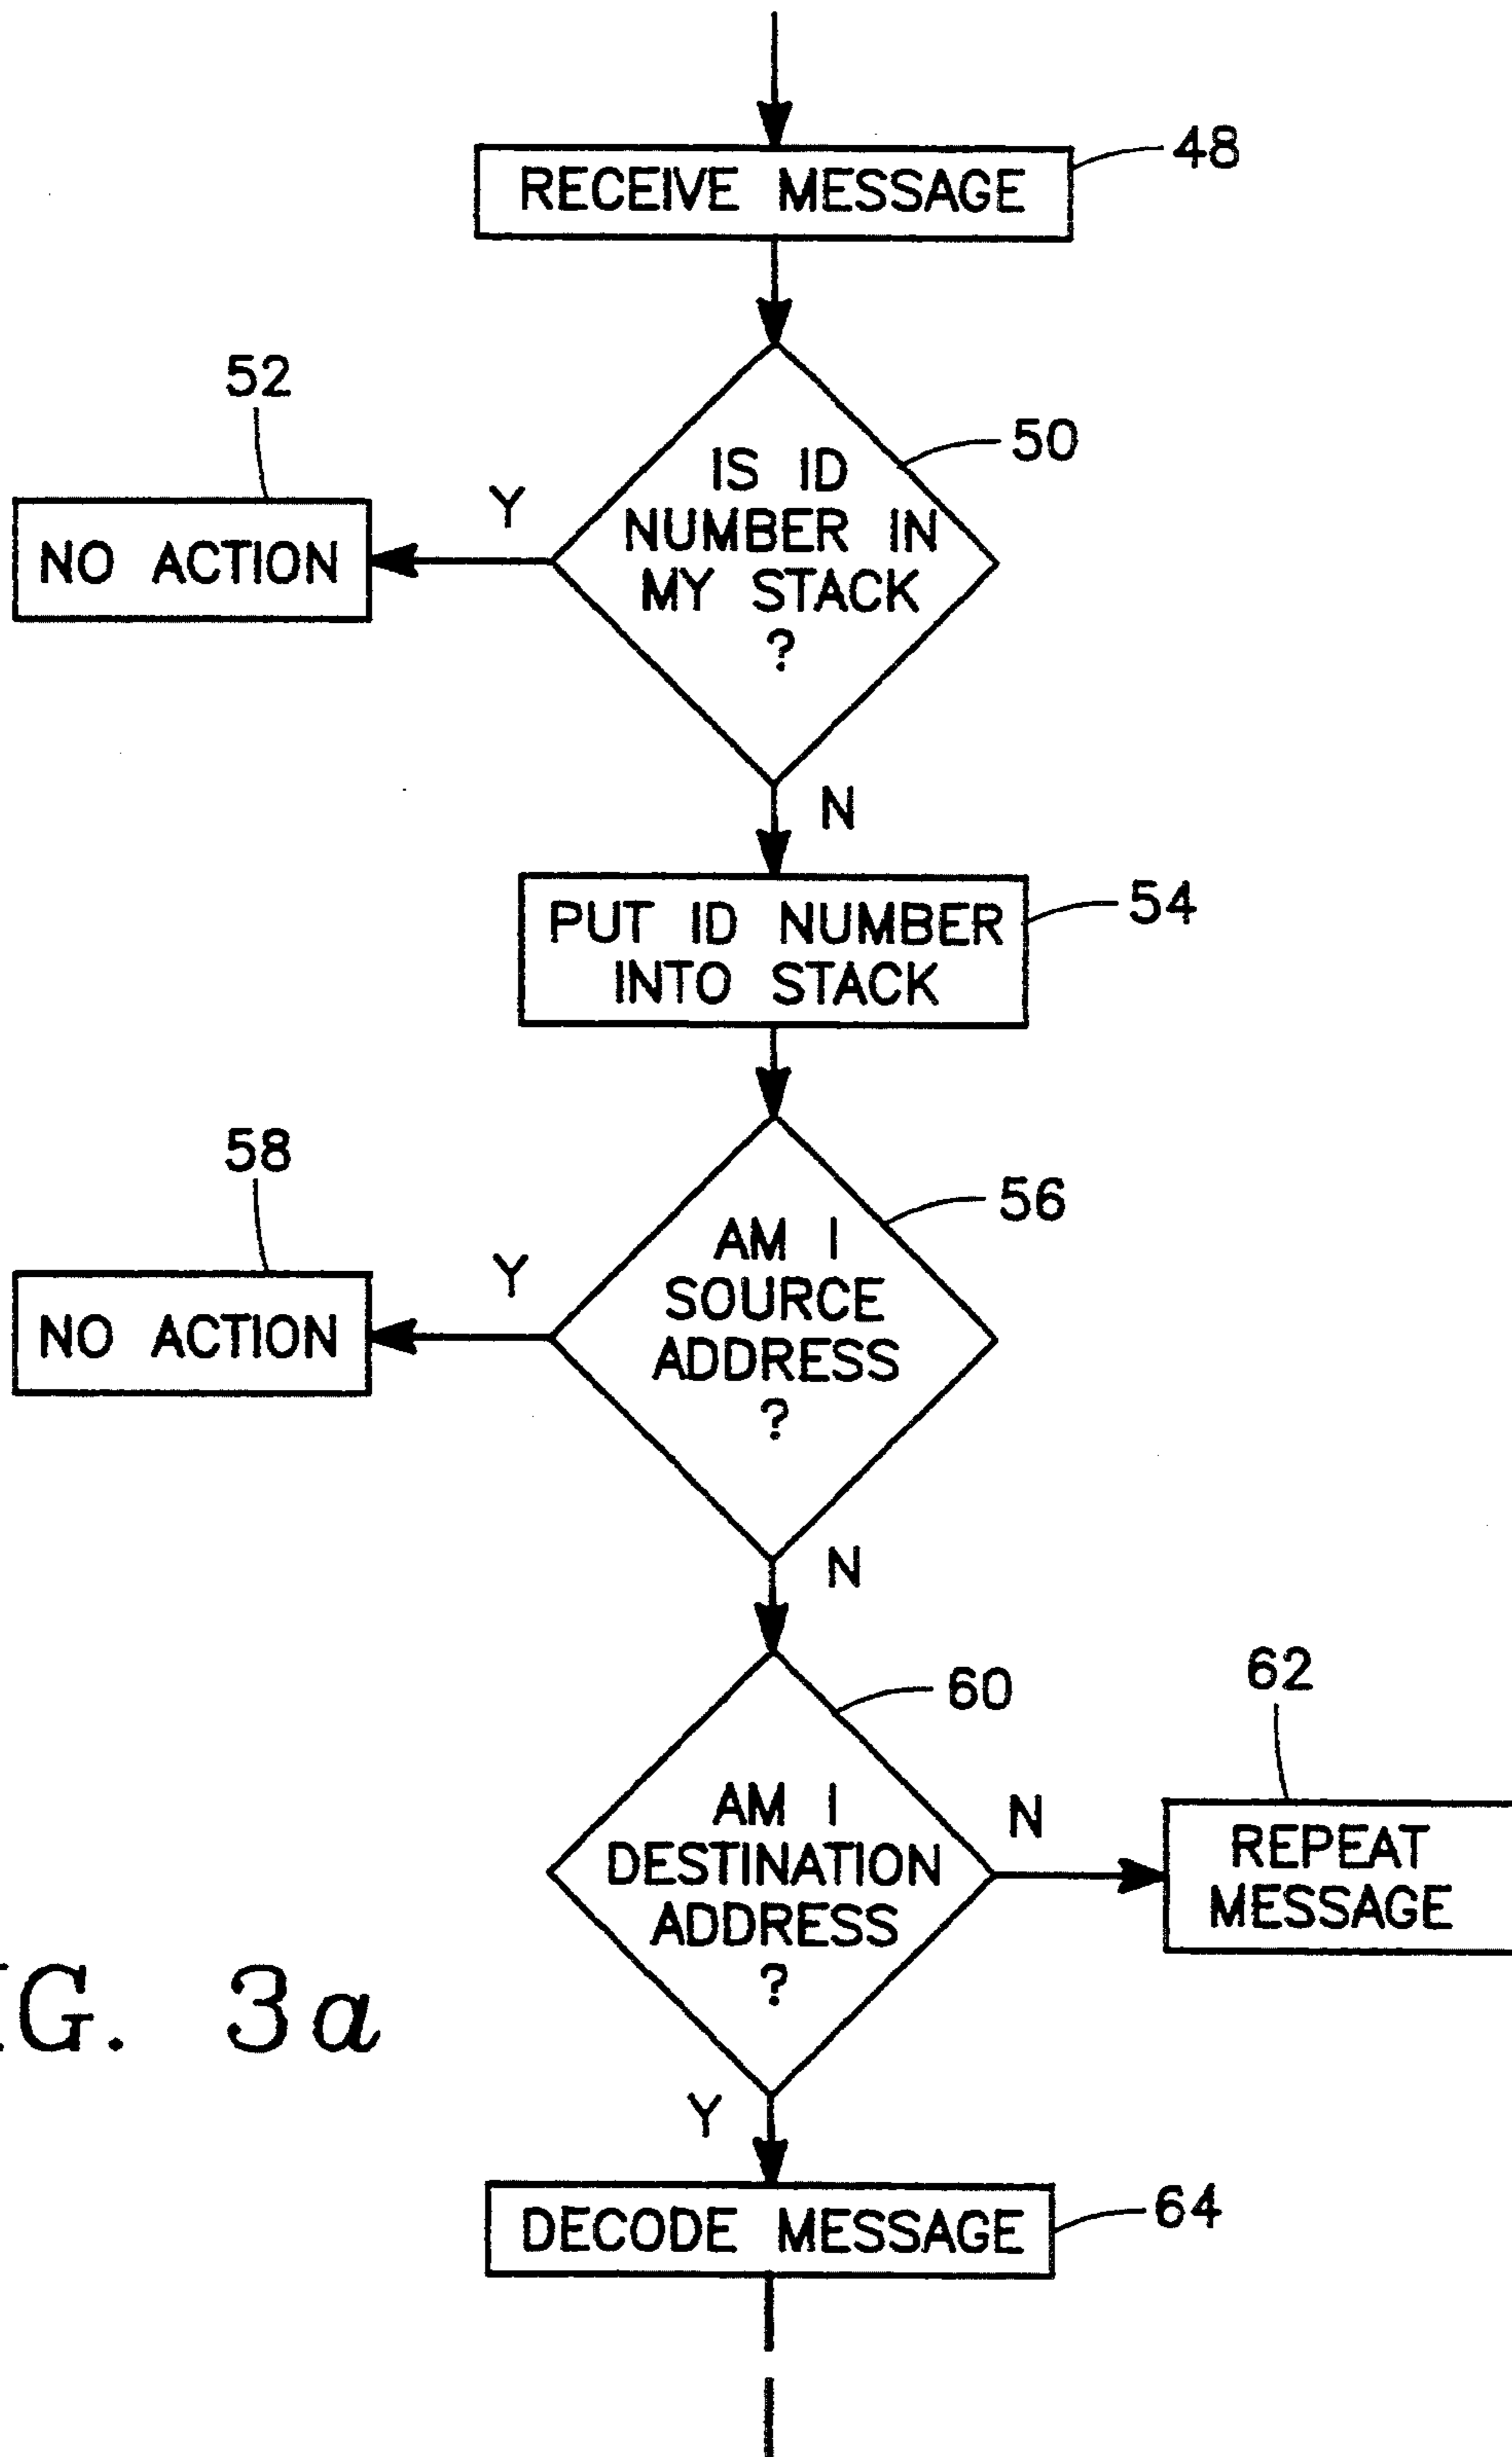 RECEIVE MESSAGE
48
52
50
IS ID
NUMBER IN
MY STACK
?
Y
NO ACTION
N
PUT ID NUMBER
INTO STACK
54
58
56
AM I
SOURCE
ADDRESS
?
Y
NO ACTION
N
60
62
AM I
DESTINATION
ADDRESS
?
N
REPEAT
MESSAGE
G. 3a
Y
DECODE MESSAGE
64